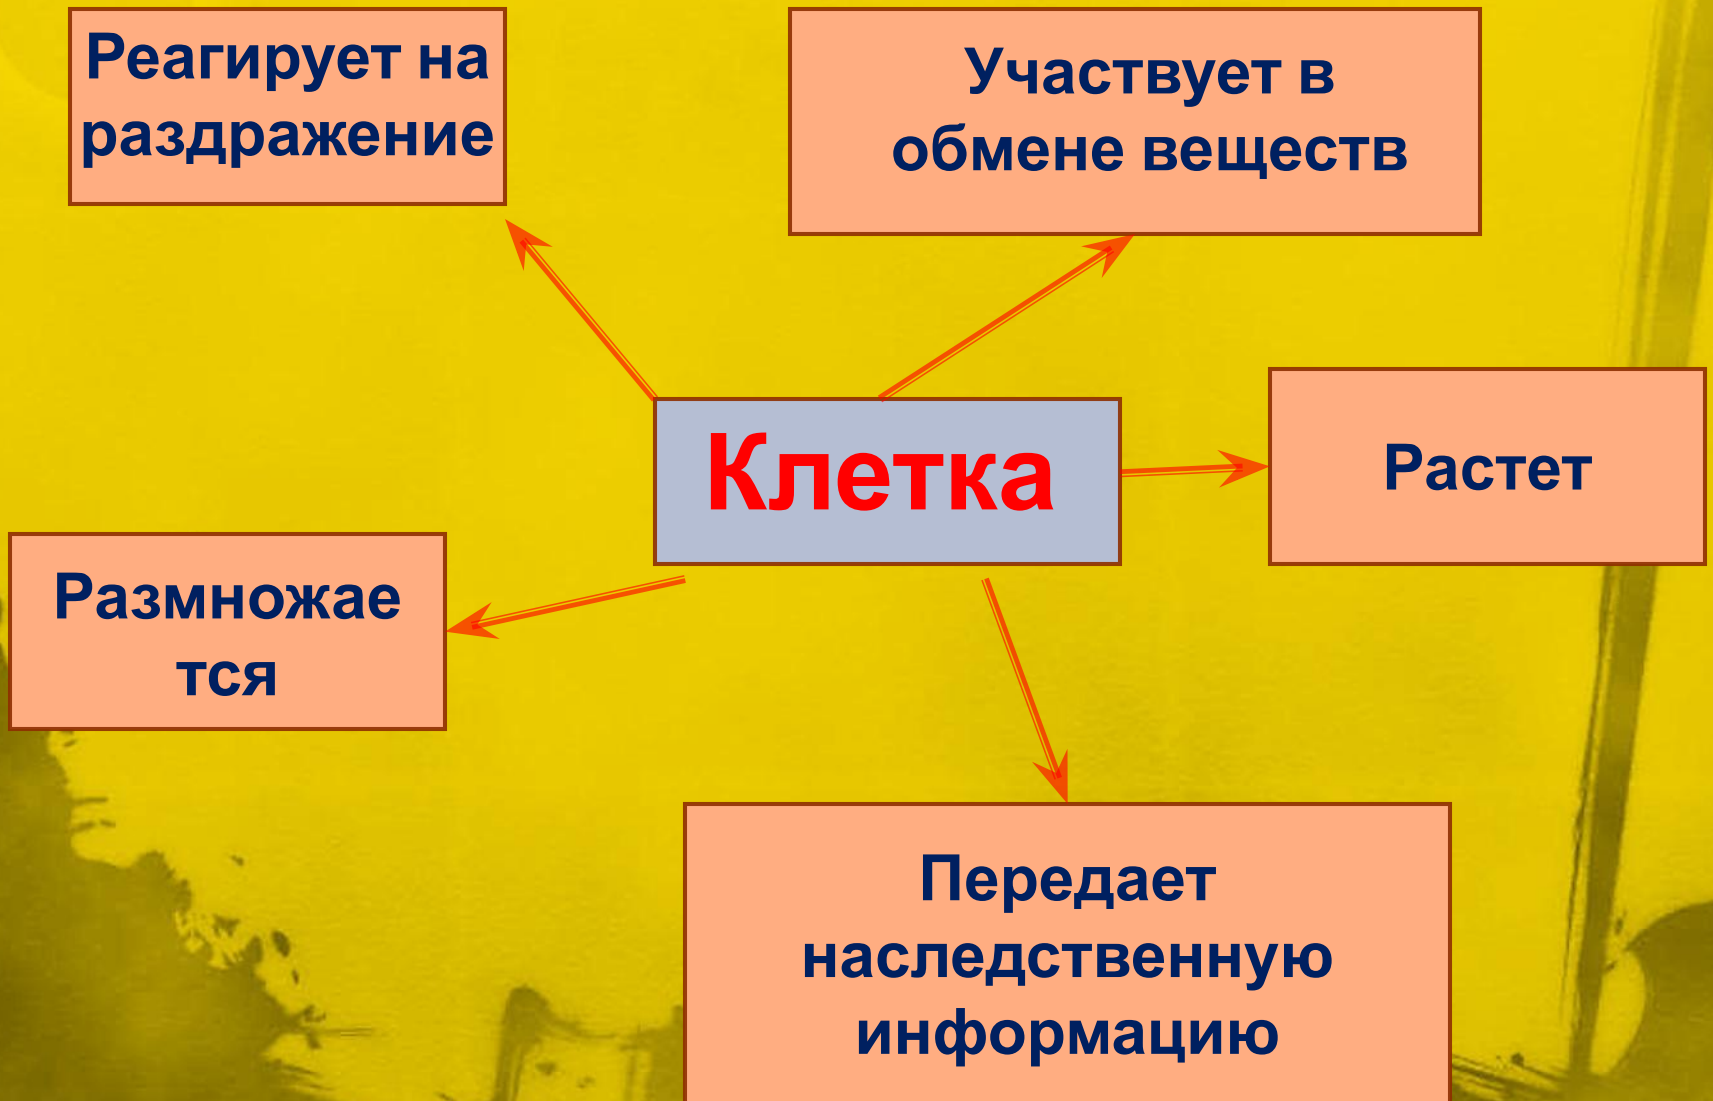 Реагирует на
раздражение
Участвует в
обмене веществ
Клетка
Растет
Размножае
тся
Передает
наследственную
информацию